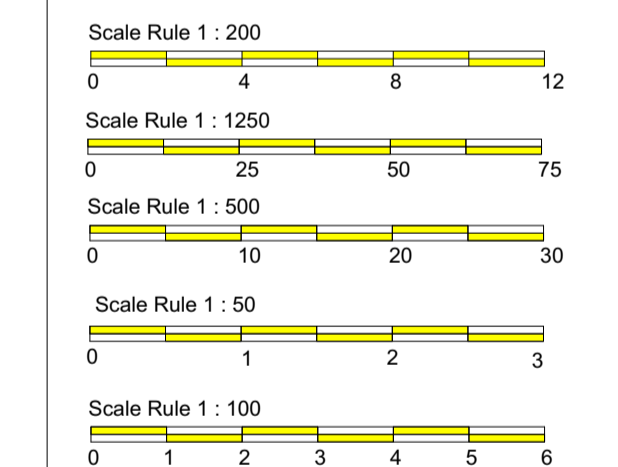 Scale Rule 1 : 200
0 4 8 12
Scale Rule 1 : 1250
0 25 50 75
Scale Rule 1 : 500
0 10 20 30
Scale Rule 1 : 50
0 1 2 3
Scale Rule 1 : 100
0 1 2 3 4 5 6